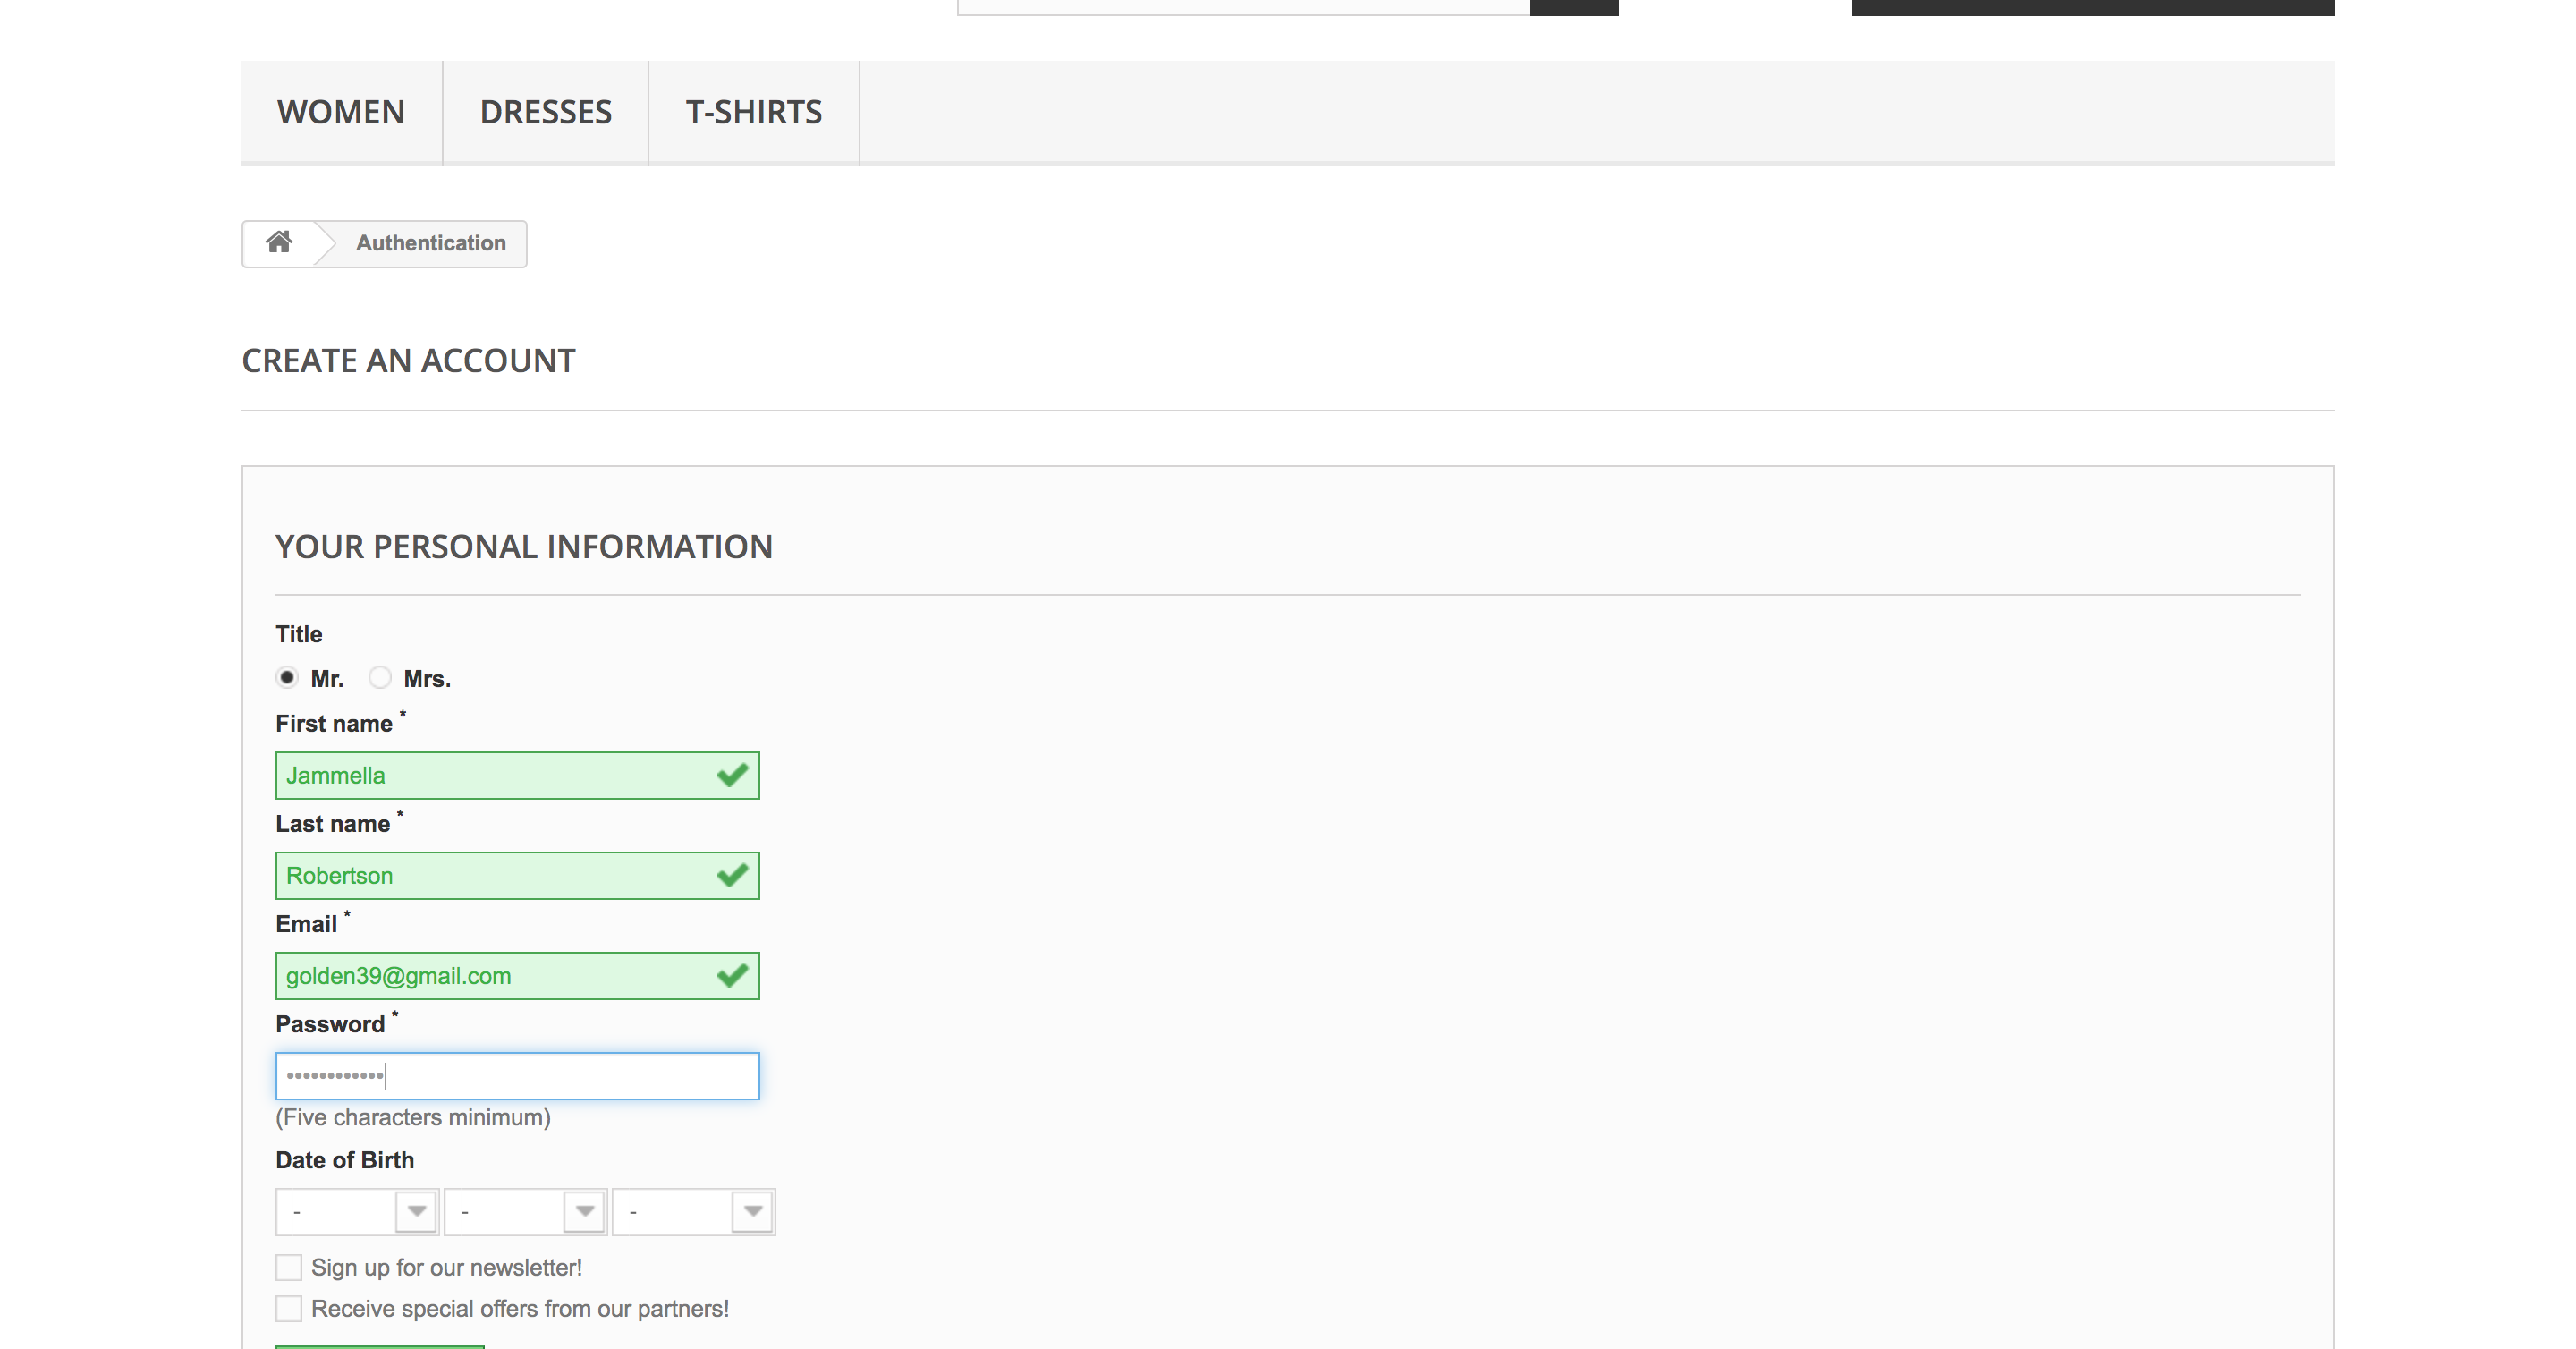 WOMEN DRESSES T-SHIRTS
Authentication
CREATE AN ACCOUNT
YOUR PERSONAL INFORMATION
Title
Mr. Mrs.
First name *
Jammella
Last name *
Robertson
Email *
golden39@gmail.com
Password *
••••••••••••
(Five characters minimum)
Date of Birth
- - -
Sign up for our newsletter!
Receive special offers from our partners!